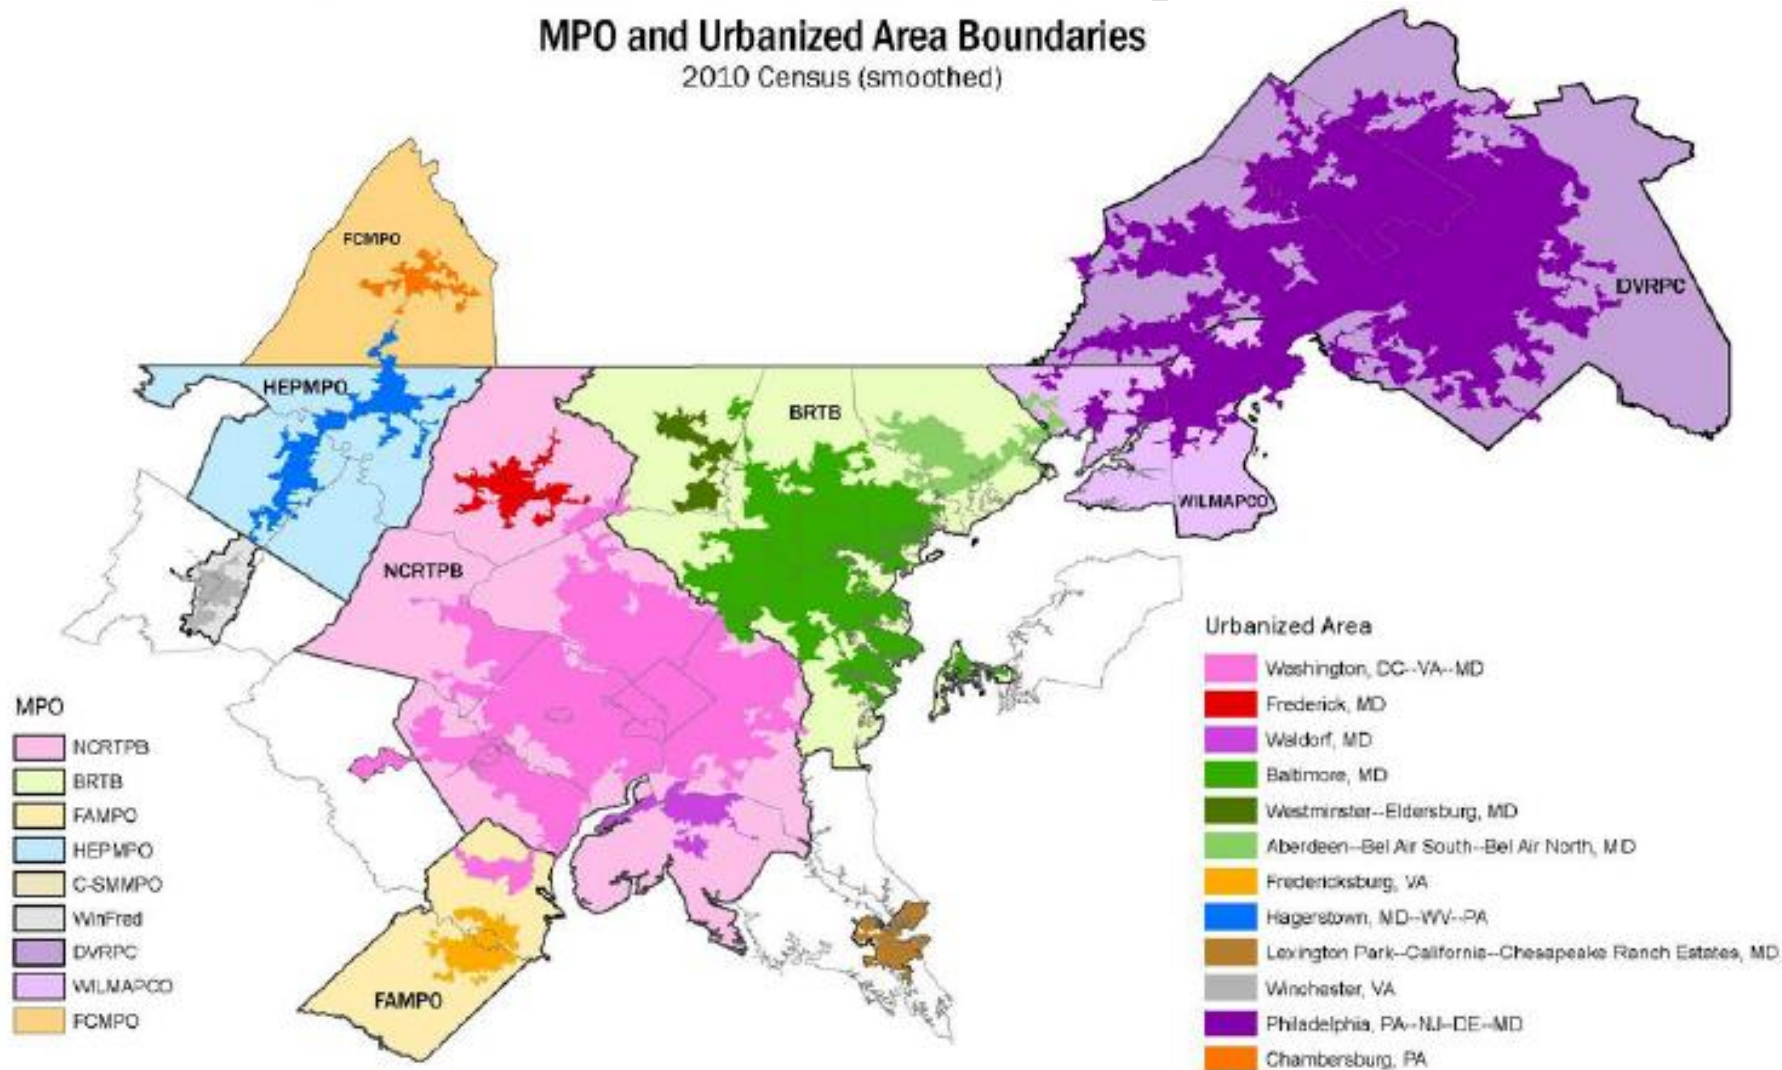 MPO and Urbanized Area Boundaries
2010 Census (smoothed)
FCMPO
DVRPC
HEPMPO
BRTB
WILMAPCO
NCRTPB
FAMPO
MPO
NCRTPB
BRTB
FAMPO
HEPMPO
C-SMMPO
WinFred
DVRPC
WILMAPCO
FCMPO
Urbanized Area
Washington, DC--VA--MD
Frederick, MD
Waldorf, MD
Baltimore, MD
Westminster--Eldersburg, MD
Aberdeen--Bel Air South--Bel Air North, MD
Fredericksburg, VA
Hagerstown, MD--WV--PA
Lexington Park--California--Chesapeake Ranch Estates, MD
Winchester, VA
Philadelphia, PA--NJ--DE--MD
Chambersburg, PA